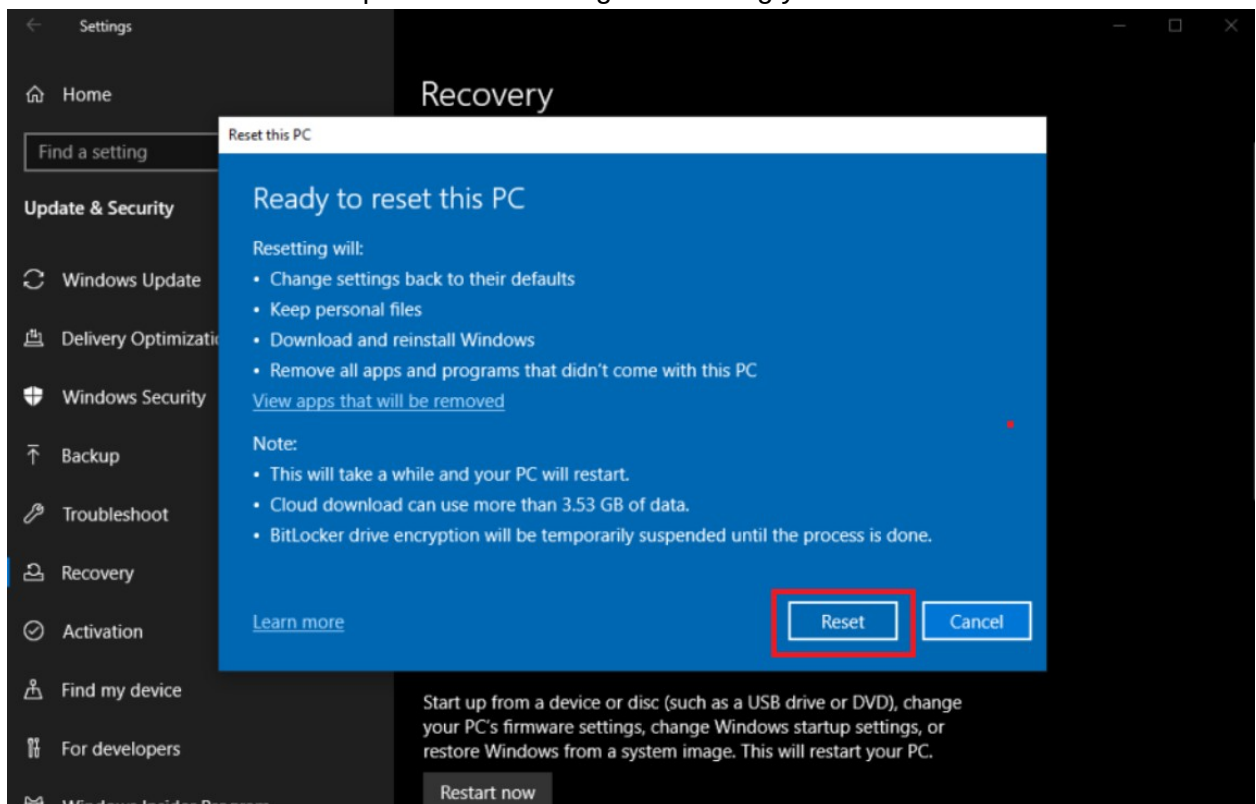 Settings
Home
Find a setting
Update & Security
Windows Update
Delivery
Windows Security
Backup
Troubleshoot
Recovery
Activation
Find my device
For developers
Recovery
Reset this PC
Ready to reset this PC
Resetting will:
• Change settings back to their defaults
• Keep personal files
• Download and reinstall Windows
• Remove all apps and programs that didn't come with this PC
View apps that will be removed
Note:
• This will take a while and your PC will restart.
• Cloud download can use more than 3.53 GB of data.
• BitLocker drive encryption will be temporarily suspended until the process is done.
Learn more
Reset
Cancel
Start up from a device or disc (such as a USB drive or DVD), change
your PC's firmware settings, change Windows startup settings, or
restore Windows from a system image. This will restart your PC.
Restart now